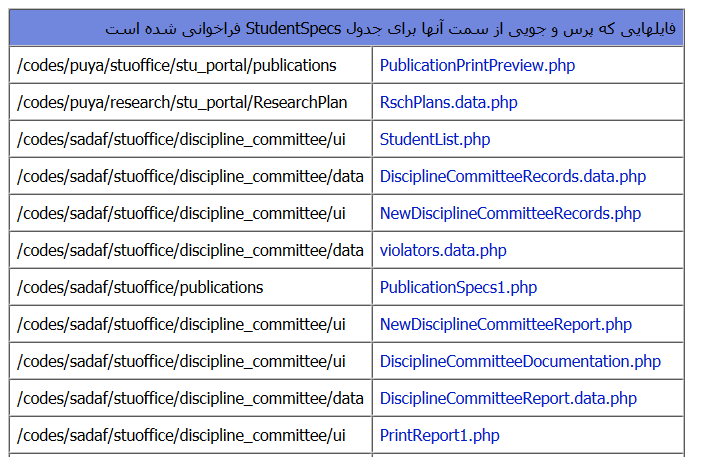 فایلهایی که پرس و جویی از سمت آنها برای جدول StudentSpecs فراخوانی شده است
/codes/puya/stuoffice/stu_portal/publications PublicationPrintPreview.php
/codes/puya/research/stu_portal/ResearchPlan RschPlans.data.php
/codes/sadaf/stuoffice/discipline_committee/ui StudentList.php
/codes/sadaf/stuoffice/discipline_committee/data DisciplineCommitteeRecords.data.php
/codes/sadaf/stuoffice/discipline_committee/ui NewDisciplineCommitteeRecords.php
/codes/sadaf/stuoffice/discipline_committee/data violators.data.php
/codes/sadaf/stuoffice/publications PublicationSpecs1.php
/codes/sadaf/stuoffice/discipline_committee/ui NewDisciplineCommitteeReport.php
/codes/sadaf/stuoffice/discipline_committee/ui DisciplineCommitteeDocumentation.php
/codes/sadaf/stuoffice/discipline_committee/data DisciplineCommitteeReport.data.php
/codes/sadaf/stuoffice/discipline_committee/ui PrintReport1.php